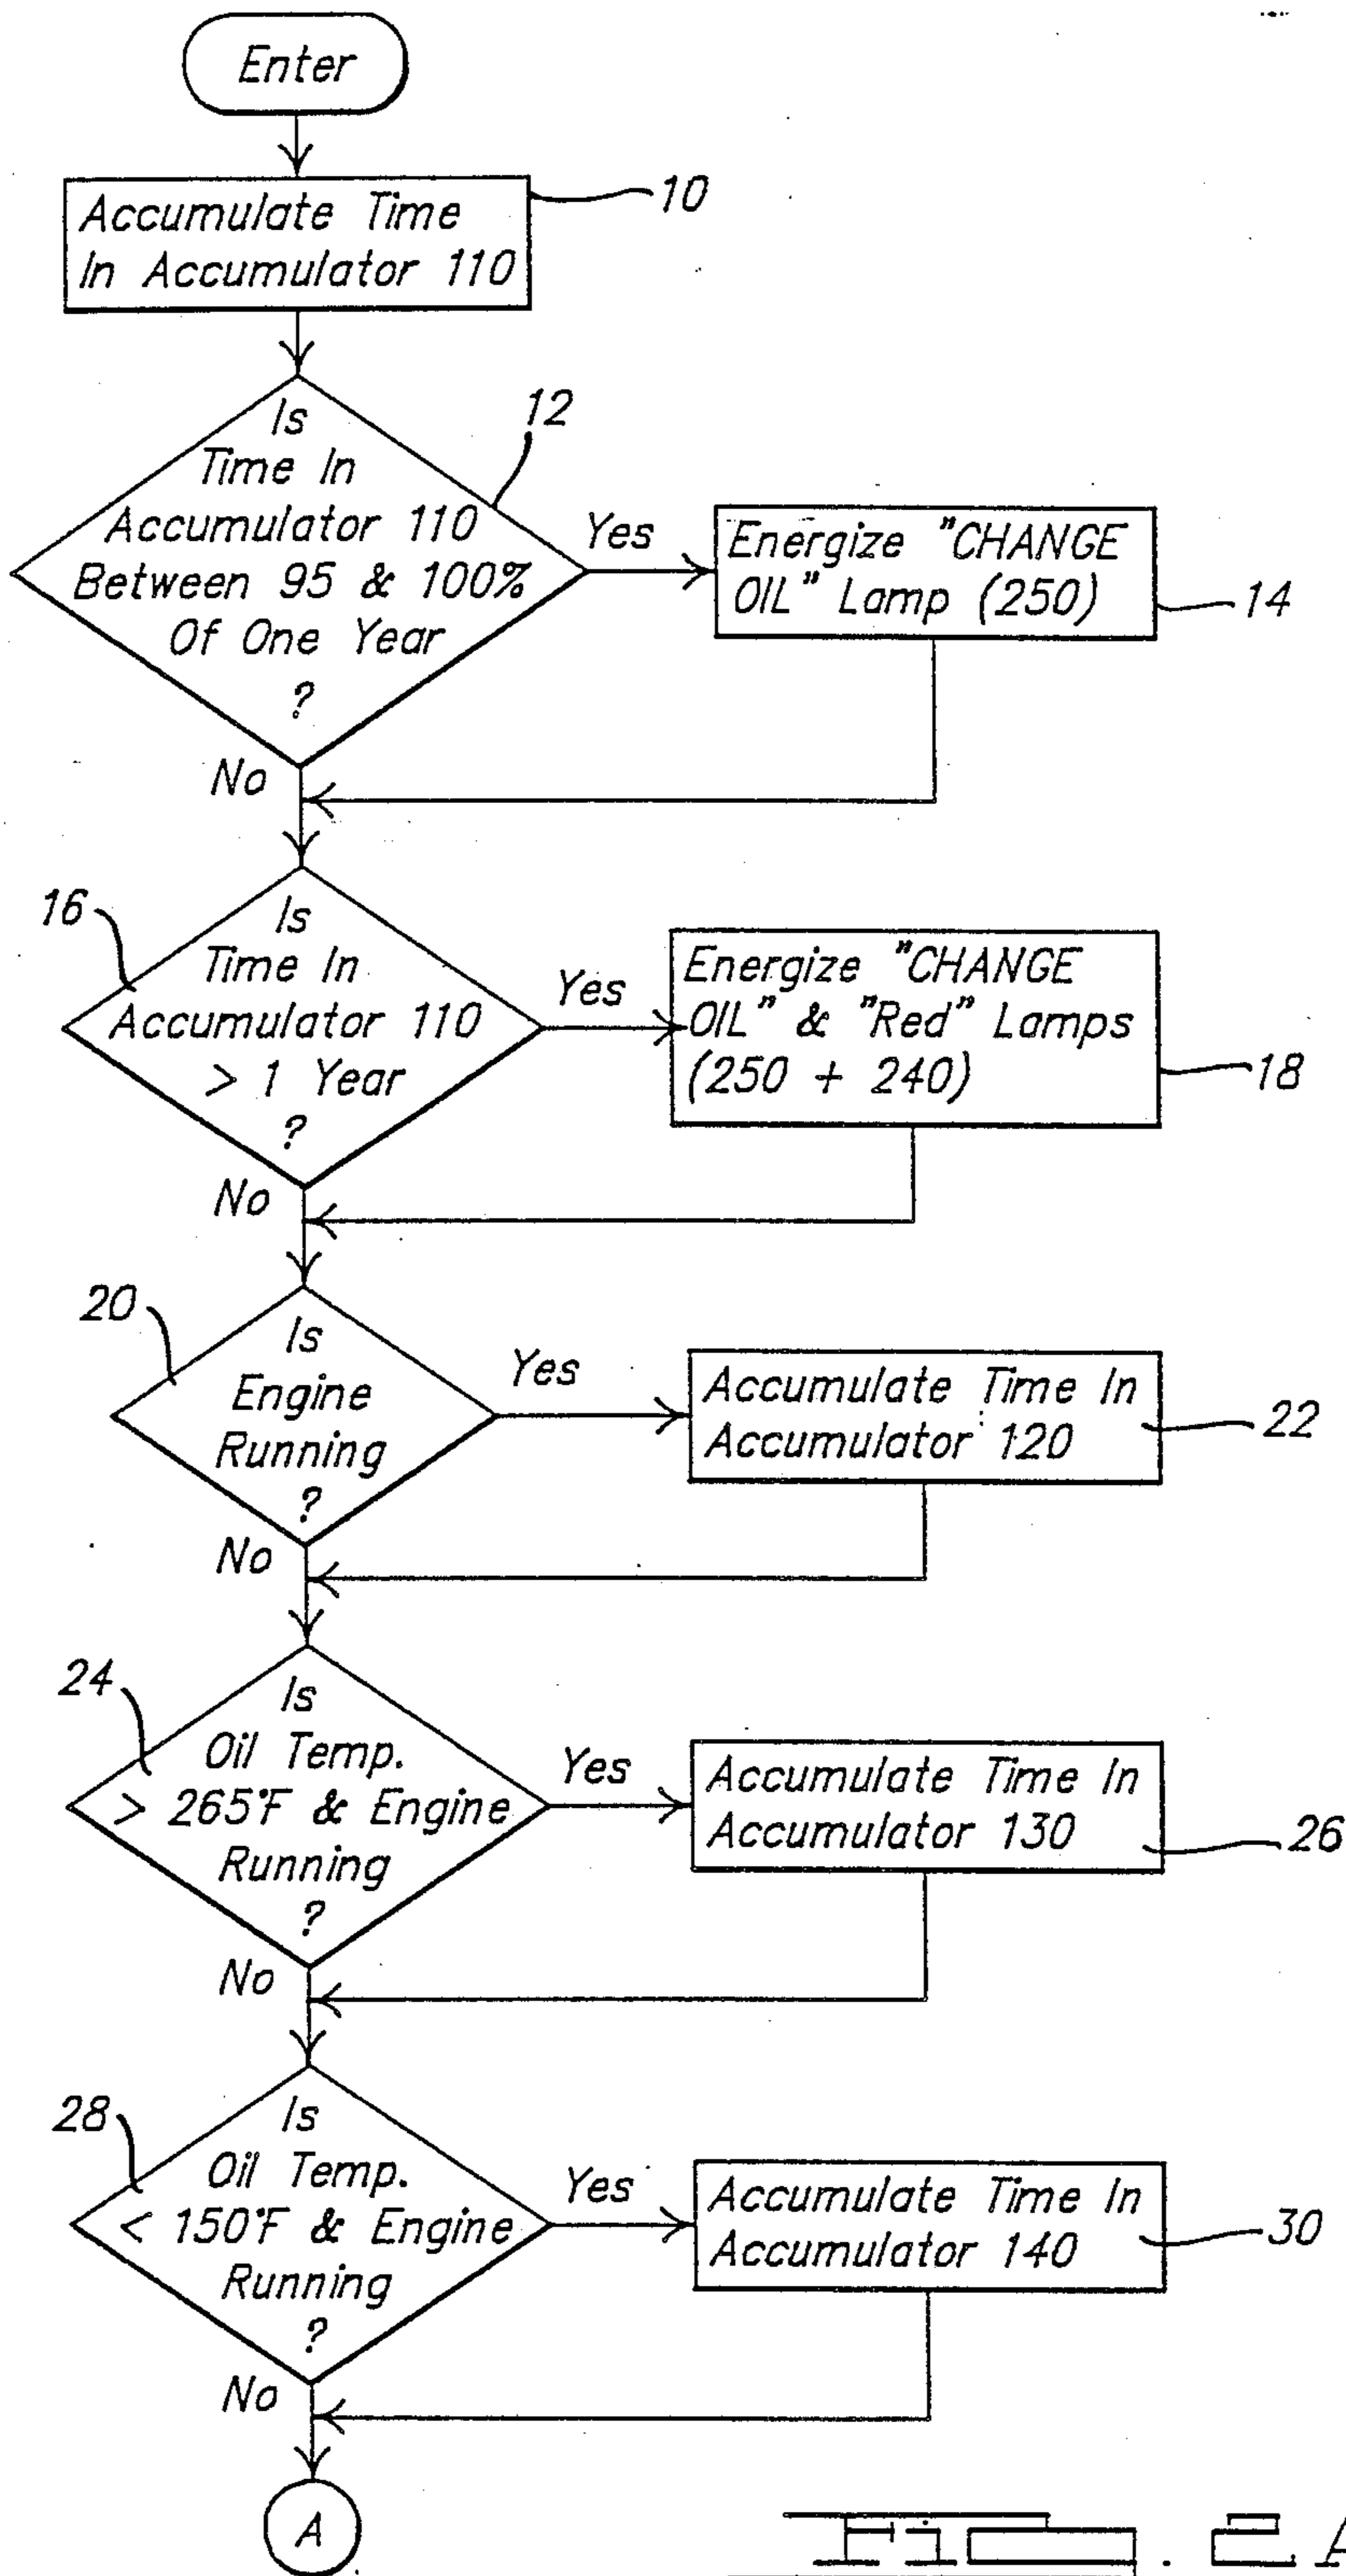 Enter
10
Accumulate Time
In Accumulator 110
12
Is
Time In
Accumulator 110
Between 95 & 100%
Of One Year
?
Yes
Energize "CHANGE
OIL" Lamp (250)
14
No
16
Is
Time In
Accumulator 110
> 1 Year
?
Yes
Energize "CHANGE
OIL" & "Red" Lamps
(250 + 240)
18
No
20
Is
Engine
Running
?
Yes
Accumulate Time In
Accumulator 120
22
No
24
Is
Oil Temp.
> 265°F & Engine
Running
?
Yes
Accumulate Time In
Accumulator 130
26
No
28
Is
Oil Temp.
< 150°F & Engine
Running
?
Yes
Accumulate Time In
Accumulator 140
30
No
A